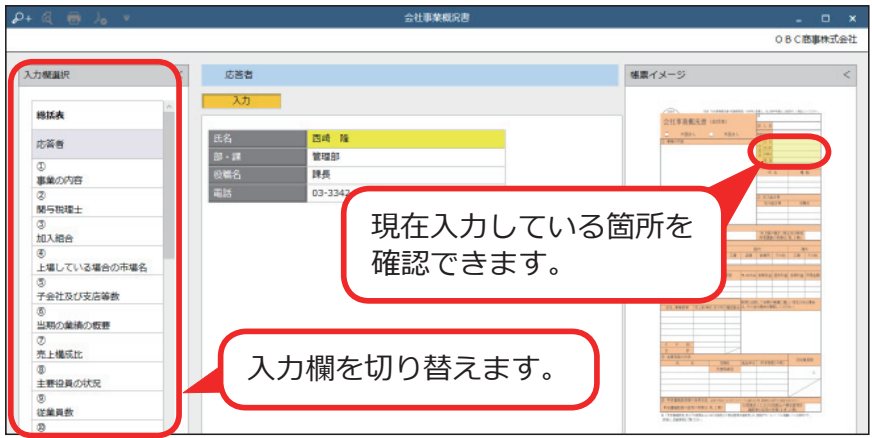 会社事業概況書
OBC商事株式会社
入力欄選択
総括表
応答者
①
事業の内容
②
関与税理士
③
加入組合
④
上場している場合の市場名
⑤
子会社及び支店等数
⑥
当期の業績の概要
⑦
売上構成比
⑧
主要役員の状況
⑨
従業員数
⑩
応答者
入力
氏名 西崎 隆
部・課 管理部
役職名 課長
電話 03-3342
帳票イメージ
会社事業概況書
現在入力している箇所を
確認できます。
入力欄を切り替えます。